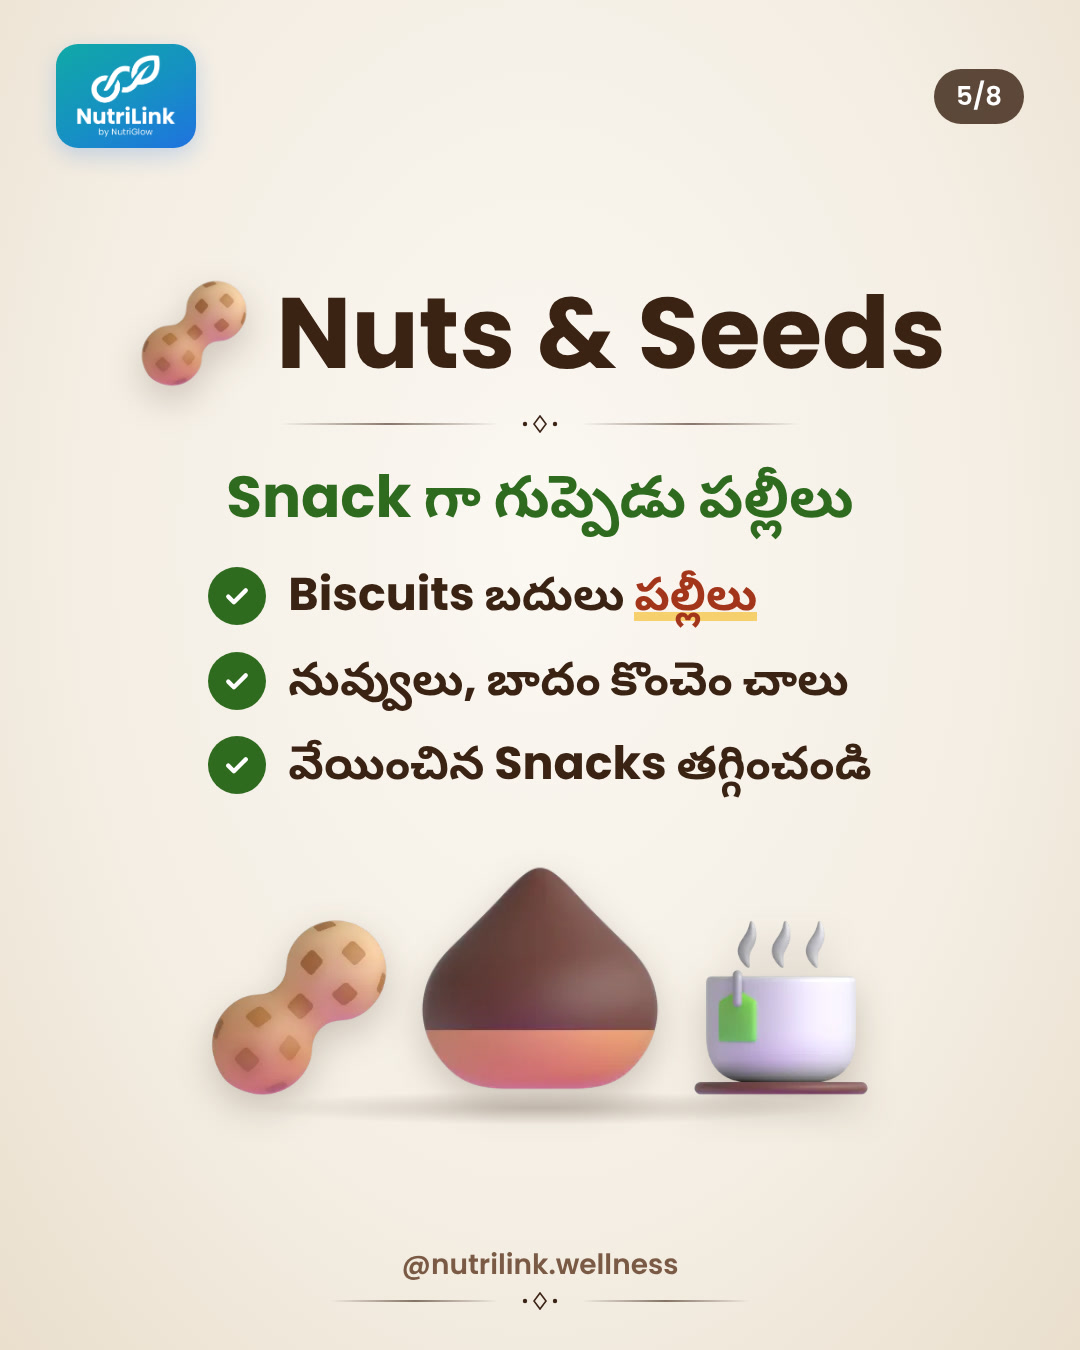 NutriLink
by NutriGlow
5/8
Nuts & Seeds
Snack గా గుప్పెడు పల్లీలు
Biscuits బదులు పల్లీలు
నువ్వులు, బాదం కొంచెం చాలు
వేయించిన Snacks తగ్గించండి
@nutrilink.wellness